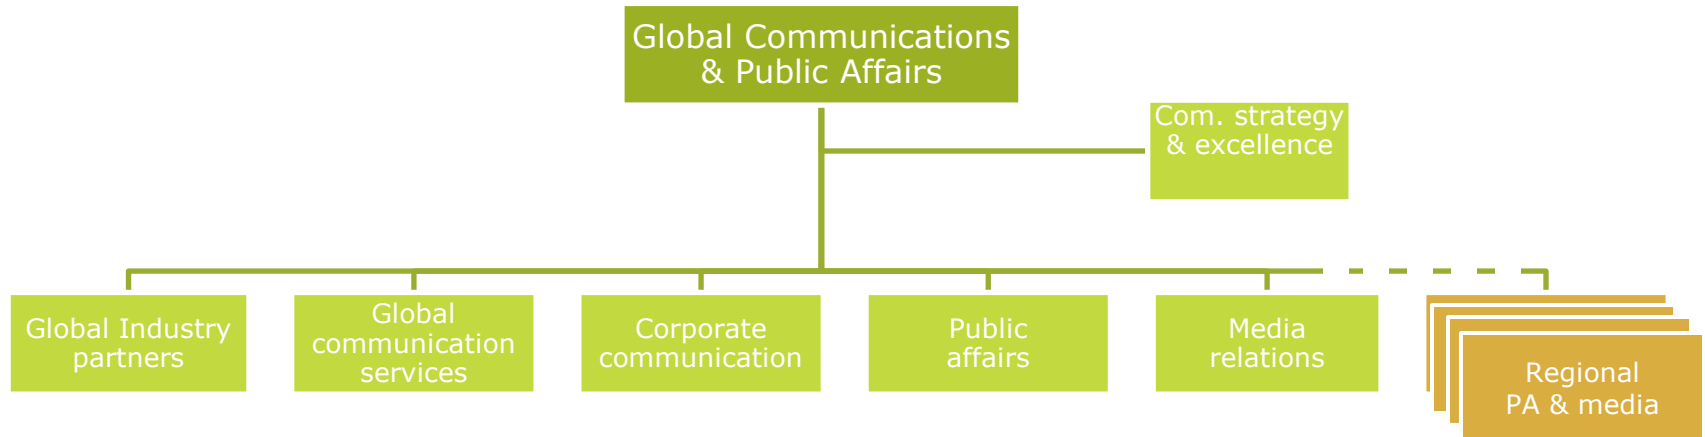 Global Communications
& Public Affairs
Com. strategy
& excellence
Global Industry
partners
Global
communication
services
Corporate
communication
Public
affairs
Media
relations
Regional
PA & media